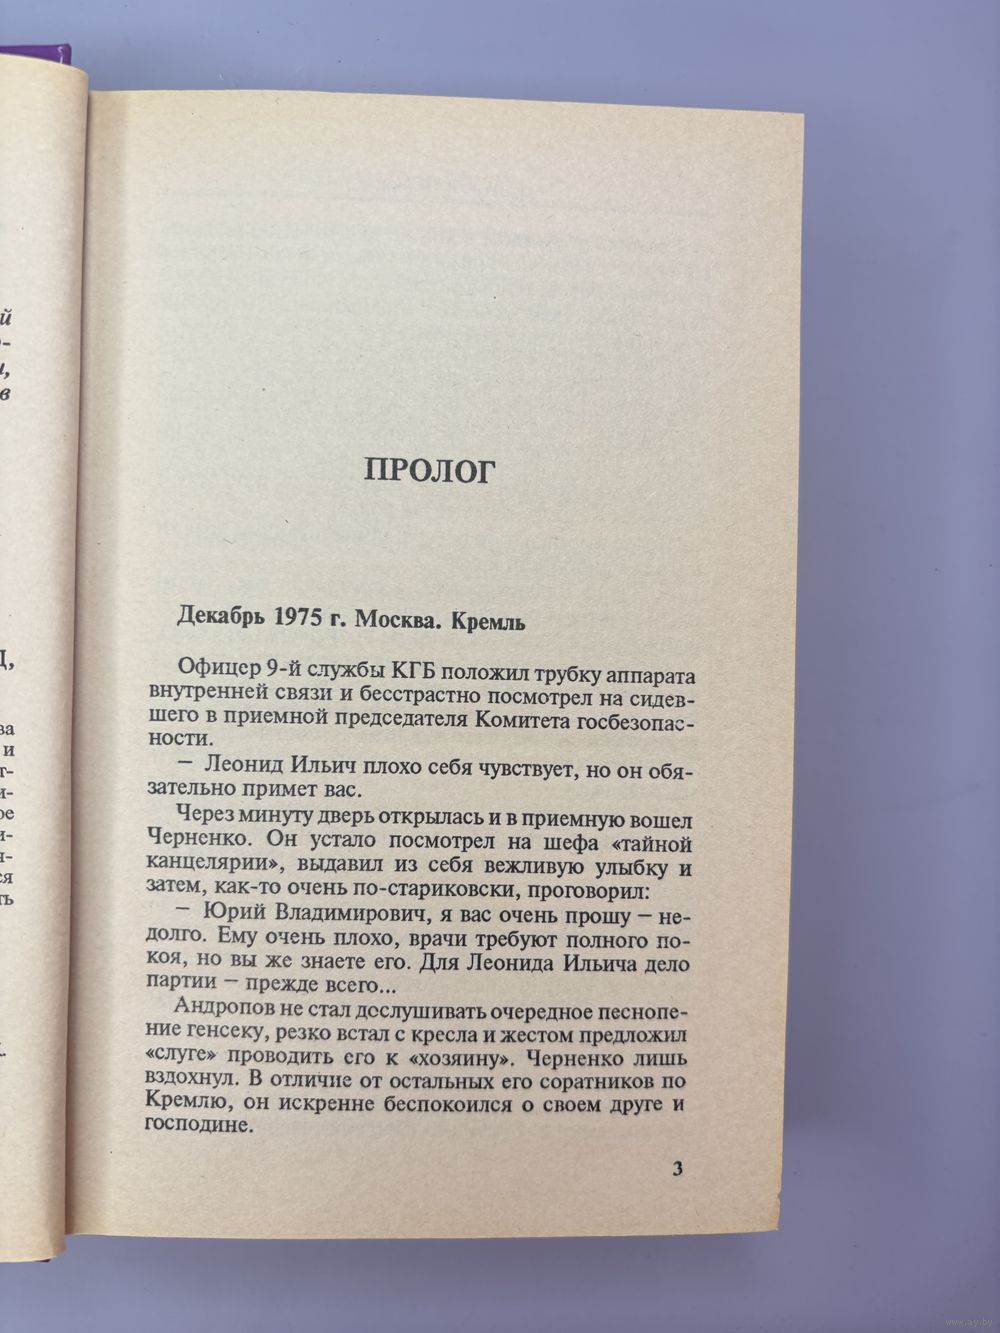 й
и,
в
ва
и
ся
ть
ПРОЛОГ
Декабрь 1975 г. Москва. Кремль
Офицер 9-й службы КГБ положил трубку аппарата
внутренней связи и бесстрастно посмотрел на сидев-
шего в приемной председателя Комитета госбезопас-
ности.
— Леонид Ильич плохо себя чувствует, но он обя-
зательно примет вас.
Через минуту дверь открылась и в приемную вошел
Черненко. Он устало посмотрел на шефа «тайной
канцелярии», выдавил из себя вежливую улыбку и
затем, как-то очень по-стариковски, проговорил:
— Юрий Владимирович, я вас очень прошу — не-
долго. Ему очень плохо, врачи требуют полного по-
коя, но вы же знаете его. Для Леонида Ильича дело
партии — прежде всего...
Андропов не стал дослушивать очередное песнопе-
ние генсеку, резко встал с кресла и жестом предложил
«слуге» проводить его к «хозяину». Черненко лишь
вздохнул. В отличие от остальных его соратников по
Кремлю, он искренне беспокоился о своем друге и
господине.
3
www.ay.by